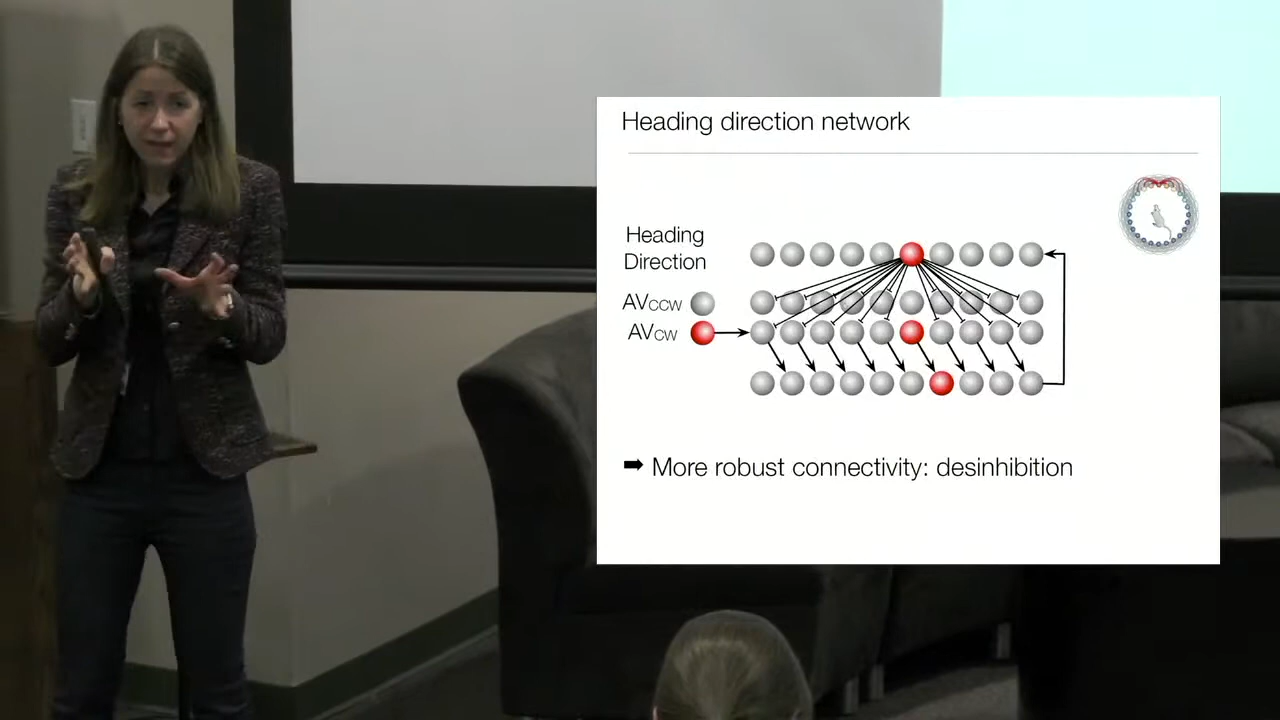 Heading direction network
Heading
Direction
AVCCW
AVCW
➡ More robust connectivity: desinhibition